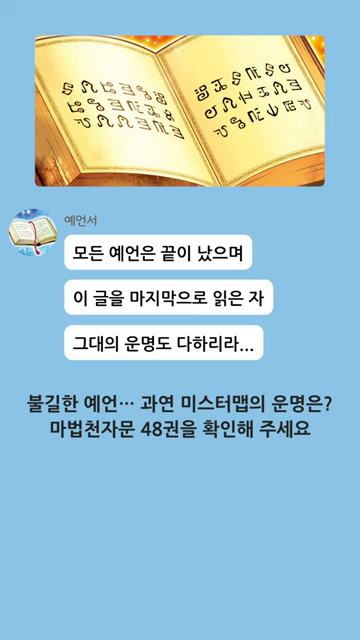 예언서
모든 예언은 끝이 났으며
이 글을 마지막으로 읽은 자
그대의 운명도 다하리라...
불길한 예언… 과연 미스터맵의 운명은?
마법천자문 48권을 확인해 주세요